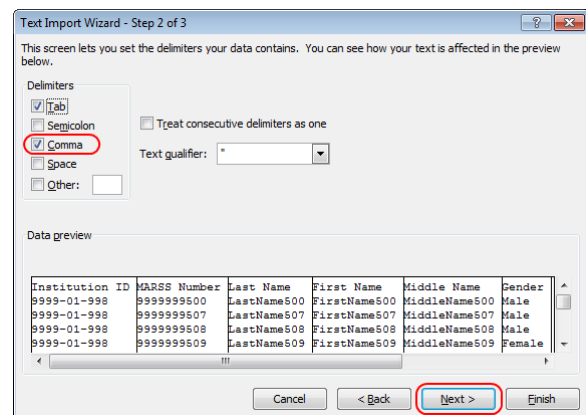 Text Import Wizard - Step 2 of 3
This screen lets you set the delimiters your data contains. You can see how your text is affected in the preview
below.
Delimiters
Tab
Semicolon
Comma
Space
Other:
Treat consecutive delimiters as one
Text qualifier: "
Data preview
Institution ID MARSS Number Last Name First Name Middle Name Gender
9999-01-998 9999999500 LastName500 FirstName500 MiddleName500 Male
9999-01-998 9999999507 LastName507 FirstName507 MiddleName507 Male
9999-01-998 9999999508 LastName508 FirstName508 MiddleName508 Male
9999-01-998 9999999509 LastName509 FirstName509 MiddleName509 Female
Cancel < Back Next > Finish